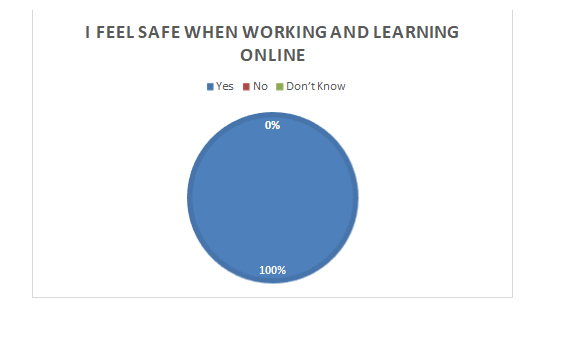 I FEEL SAFE WHEN WORKING AND LEARNING
ONLINE
Yes No Don't Know
0%
100%